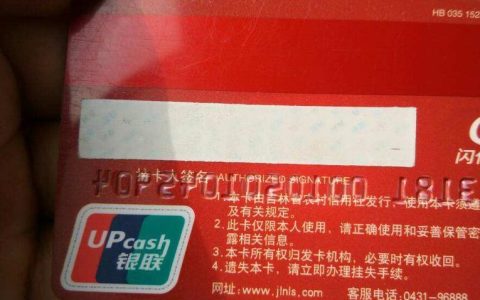 HB 035 152
闪付
持卡人签名 AUTHORIZED SIGNATURE
1.本卡由吉林省农村信用社发行、使用本卡须遵
及有关规定。
2.此卡仅限本人使用，请正确使用和妥善保管密
露相关信息。
3.本卡所有权归发卡机构、必要时有权收回。
4.遗失本卡，请立即办理挂失手续。
网址:www.jlnls.com 客服电话:0431-96888
UPcash
银联